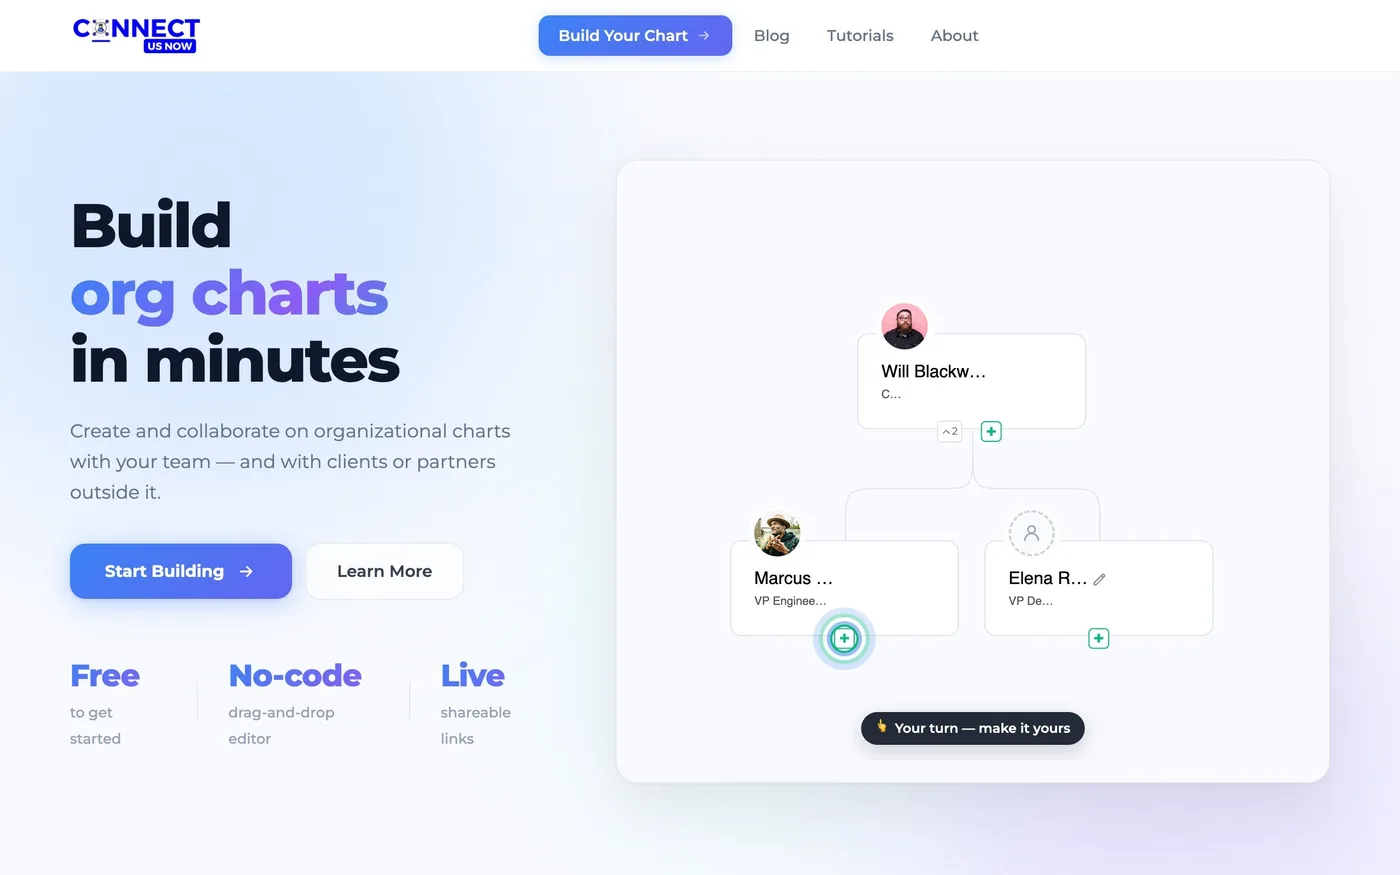 CONNECT
US NOW
Build Your Chart →
Blog
Tutorials
About
Build
org charts
in minutes
Create and collaborate on organizational charts
with your team — and with clients or partners
outside it.
Start Building →
Learn More
Free
to get
started
No-code
drag-and-drop
editor
Live
shareable
links
Will Blackw...
C...
2
Marcus ...
VP Enginee...
Elena R...
VP De...
👆 Your turn — make it yours